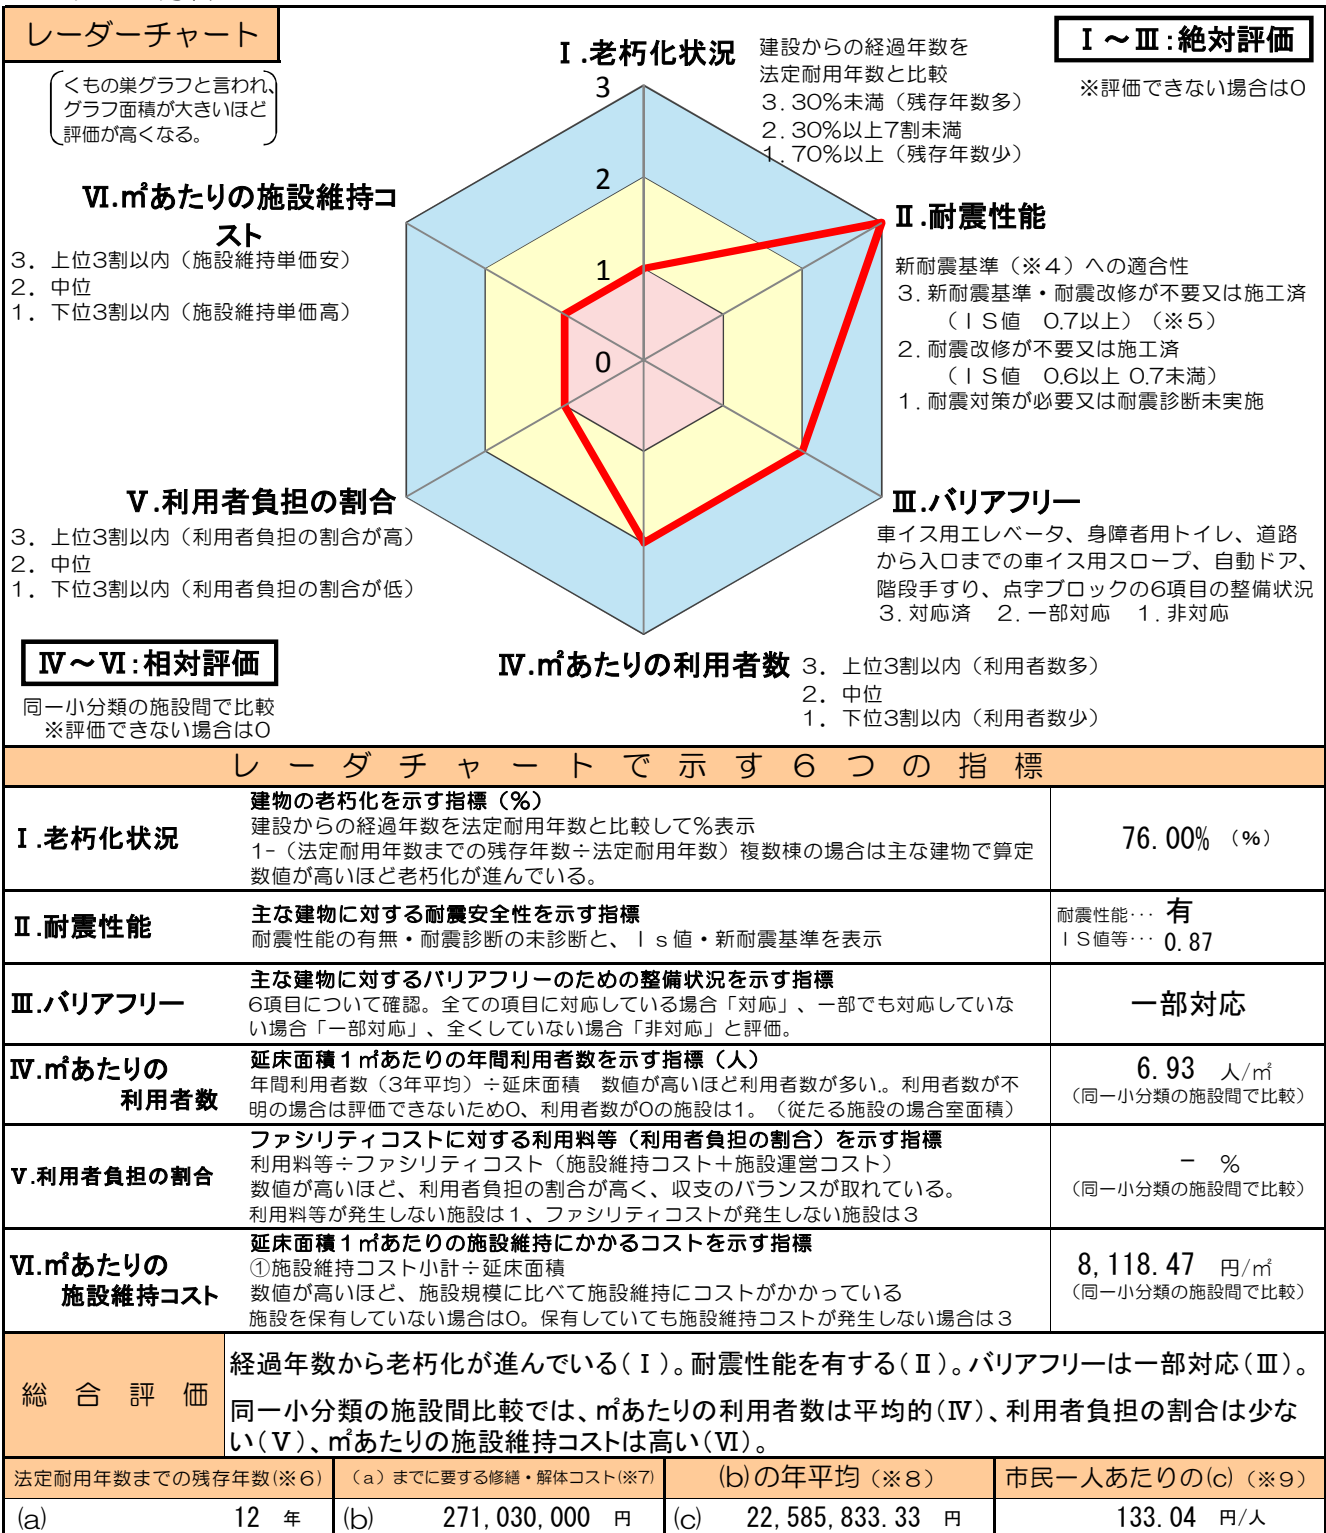 レーダーチャート
くもの巣グラフと言われ、
グラフ面積が大きいほど
評価が高くなる。
Ⅰ～Ⅲ:絶対評価
※評価できない場合は0
Ⅰ.老朽化状況
建設からの経過年数を
法定耐用年数と比較
3. 30%未満（残存年数多）
2. 30%以上7割未満
1. 70%以上（残存年数少）
3
2
1
0
Ⅱ.耐震性能
新耐震基準（※4）への適合性
3. 新耐震基準・耐震改修が不要又は施工済
（ＩＳ値　0.7以上）（※5）
2. 耐震改修が不要又は施工済
（ＩＳ値　0.6以上 0.7未満）
1. 耐震対策が必要又は耐震診断未実施
Ⅵ.㎡あたりの施設維持コ
スト
3. 上位3割以内（施設維持単価安）
2. 中位
1. 下位3割以内（施設維持単価高）
Ⅴ.利用者負担の割合
3. 上位3割以内（利用者負担の割合が高）
2. 中位
1. 下位3割以内（利用者負担の割合が低）
Ⅲ.バリアフリー
車イス用エレベータ、身障者用トイレ、道路
から入口までの車イス用スロープ、自動ドア、
階段手すり、点字ブロックの6項目の整備状況
3. 対応済　2. 一部対応　1. 非対応
Ⅳ～Ⅵ:相対評価
同一小分類の施設間で比較
※評価できない場合は0
Ⅳ.㎡あたりの利用者数
3. 上位3割以内（利用者数多）
2. 中位
1. 下位3割以内（利用者数少）
レーダチャートで示す6つの指標
Ⅰ.老朽化状況
建物の老朽化を示す指標（%）
建設からの経過年数を法定耐用年数と比較して%表示
1-（法定耐用年数までの残存年数÷法定耐用年数）複数棟の場合は主な建物で算定
数値が高いほど老朽化が進んでいる。
76.00% （%）
Ⅱ.耐震性能
主な建物に対する耐震安全性を示す指標
耐震性能の有無・耐震診断の未診断と、Ｉｓ値・新耐震基準を表示
耐震性能… 有
ＩＳ値等… 0.87
Ⅲ.バリアフリー
主な建物に対するバリアフリーのための整備状況を示す指標
6項目について確認。全ての項目に対応している場合「対応」、一部でも対応していな
い場合「一部対応」、全くしていない場合「非対応」と評価。
一部対応
Ⅳ.㎡あたりの
利用者数
延床面積1㎡あたりの年間利用者数を示す指標（人）
年間利用者数（3年平均）÷延床面積　数値が高いほど利用者数が多い。利用者数が不
明の場合は評価できないため0、利用者数が0の施設は1。（従たる施設の場合室面積）
6.93 人/㎡
（同一小分類の施設間で比較）
Ⅴ.利用者負担の割合
ファシリティコストに対する利用料等（利用者負担の割合）を示す指標
利用料等÷ファシリティコスト（施設維持コスト＋施設運営コスト）
数値が高いほど、利用者負担の割合が高く、収支のバランスが取れている。
利用料等が発生しない施設は1、ファシリティコストが発生しない施設は3
－ %
（同一小分類の施設間で比較）
Ⅵ.㎡あたりの
施設維持コスト
延床面積1㎡あたりの施設維持にかかるコストを示す指標
①施設維持コスト小計÷延床面積
数値が高いほど、施設規模に比べて施設維持にコストがかかっている
施設を保有していない場合は0。保有していても施設維持コストが発生しない場合は3
8,118.47 円/㎡
（同一小分類の施設間で比較）
総合評価
経過年数から老朽化が進んでいる(Ⅰ)。耐震性能を有する(Ⅱ)。バリアフリーは一部対応(Ⅲ)。
同一小分類の施設間比較では、㎡あたりの利用者数は平均的(Ⅳ)、利用者負担の割合は少な
い(Ⅴ)、㎡あたりの施設維持コストは高い(Ⅵ)。
法定耐用年数までの残存年数(※6)
（a）までに要する修繕・解体コスト(※7)
(b)の年平均（※8）
市民一人あたりの(c)（※9）
(a) 12 年
(b) 271,030,000 円
(c) 22,585,833.33 円
133.04 円/人